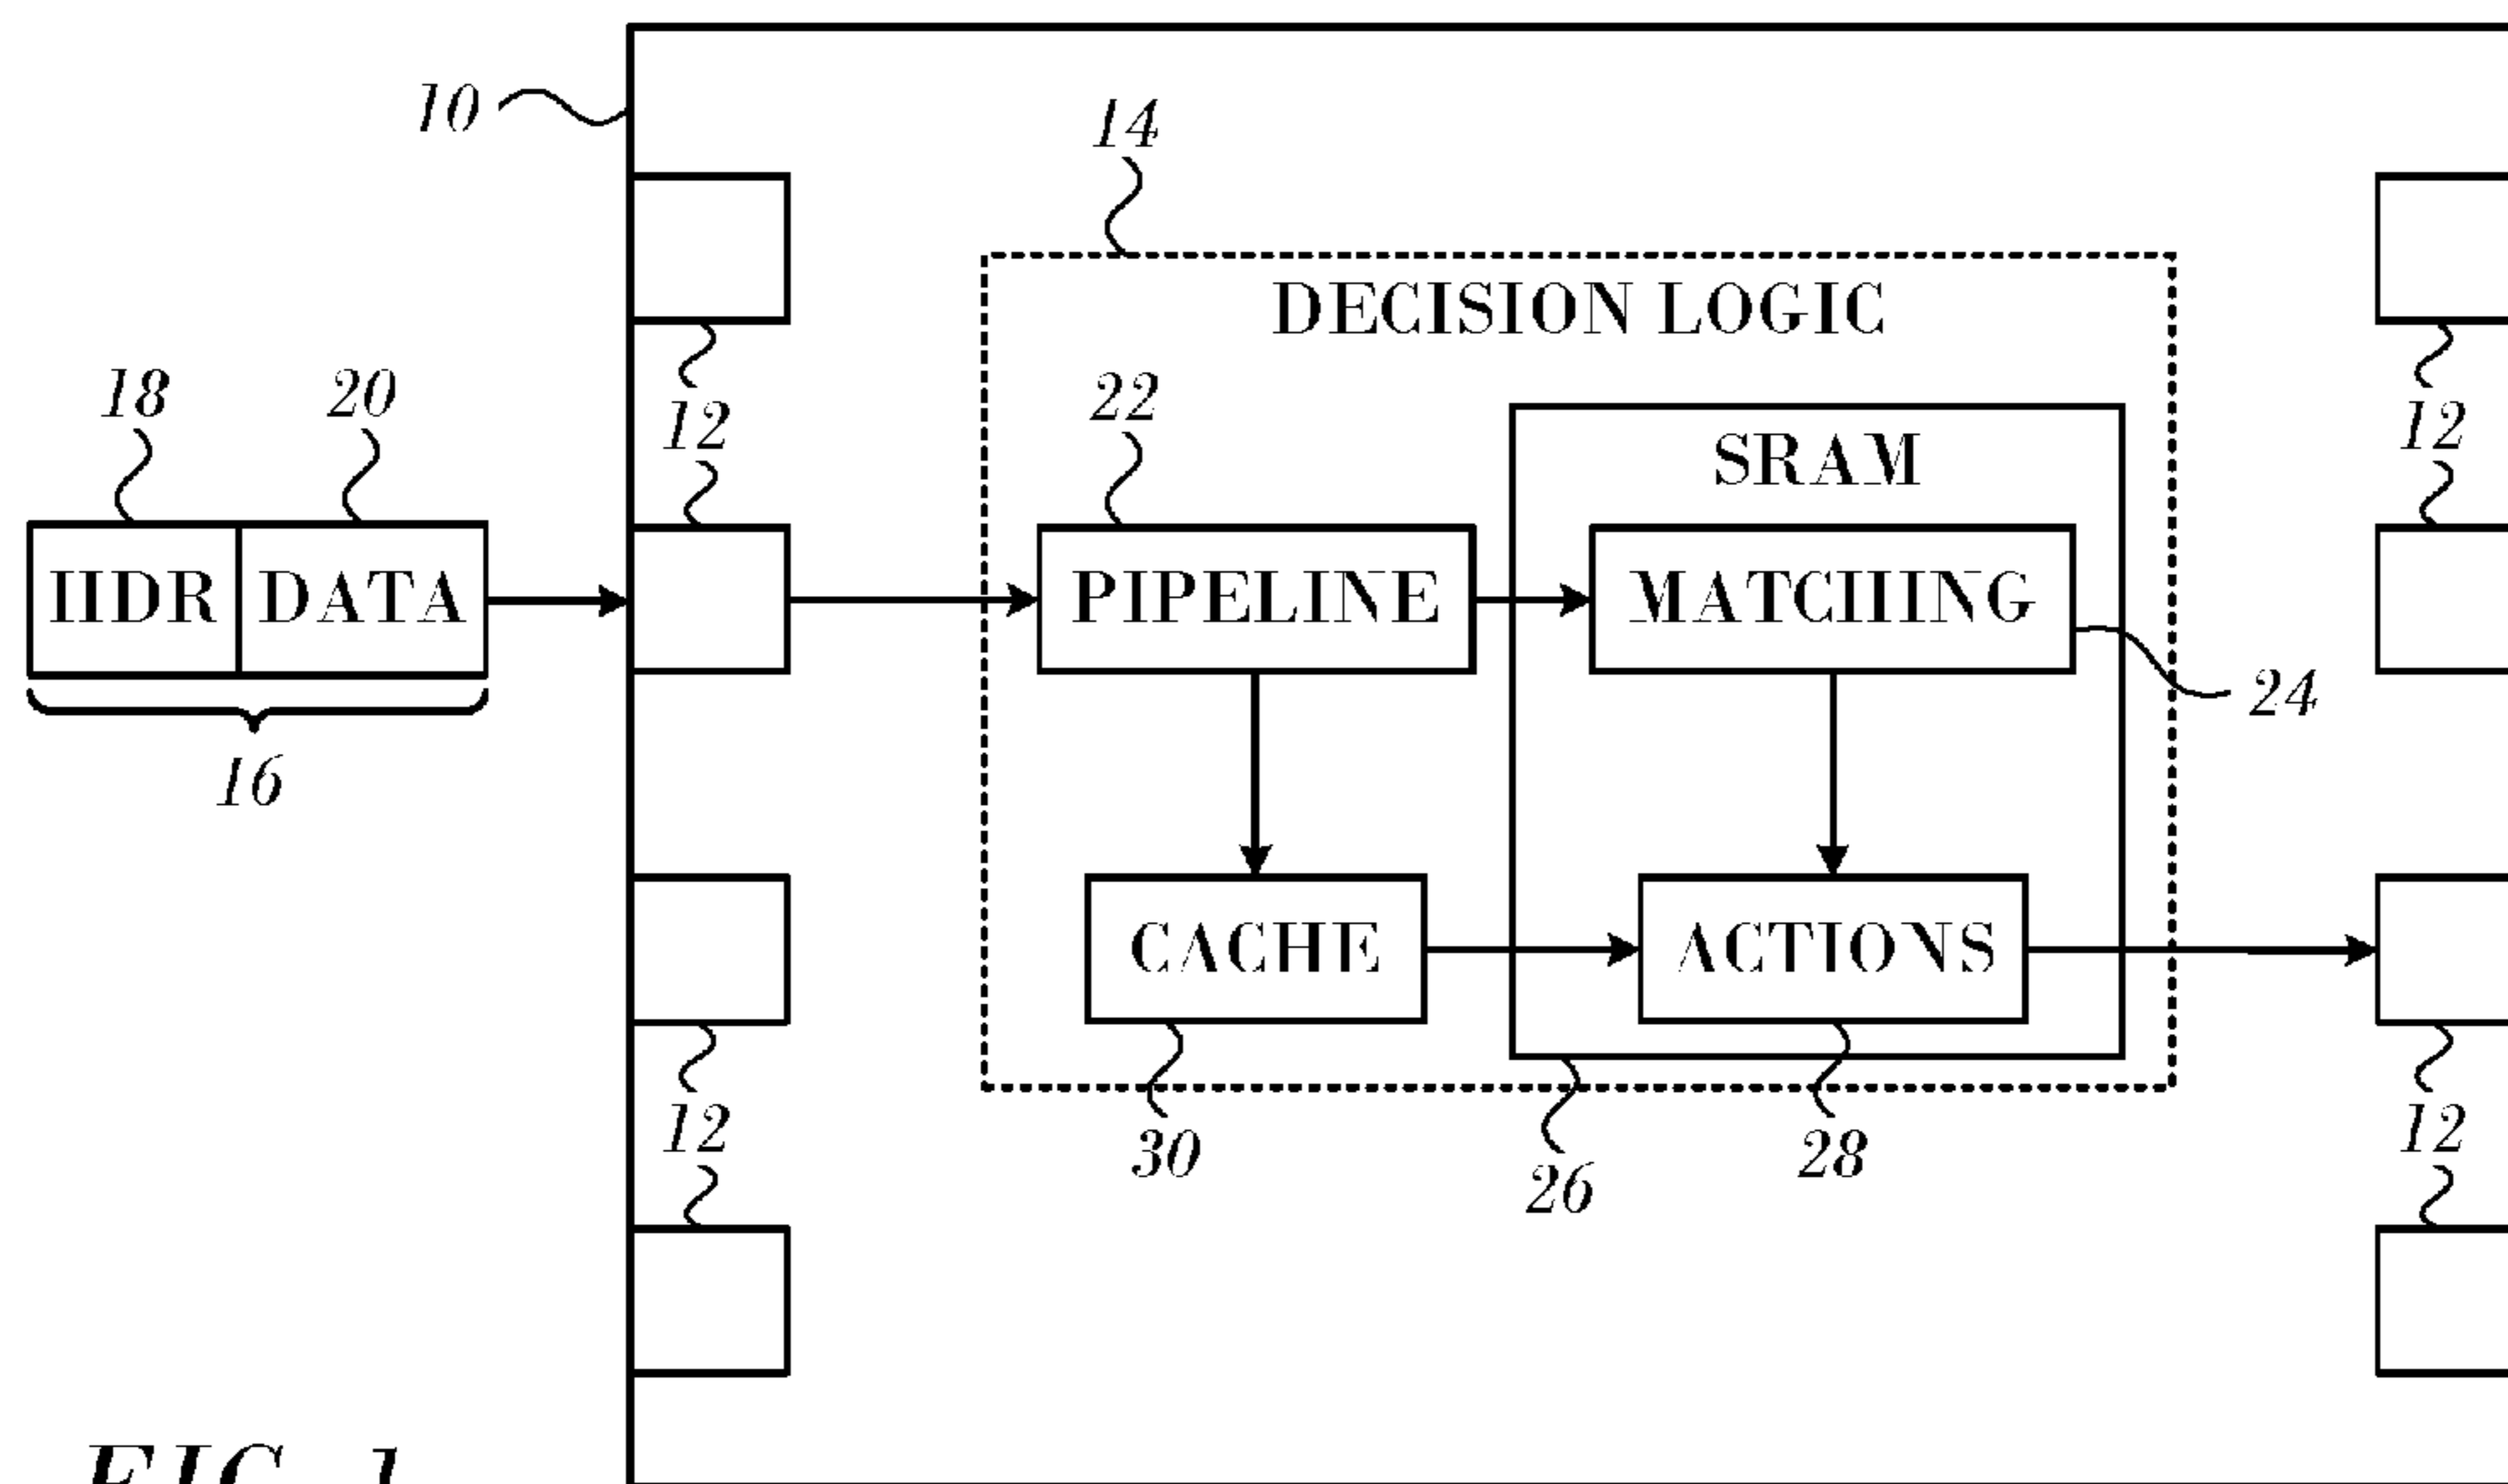 10
14
DECISION LOGIC
18 20
22
12
12
SRAM
HDR DATA
PIPELINE
MATCHING
24
16
CACHE
ACTIONS
12
12
30
26
28
FIG. 1